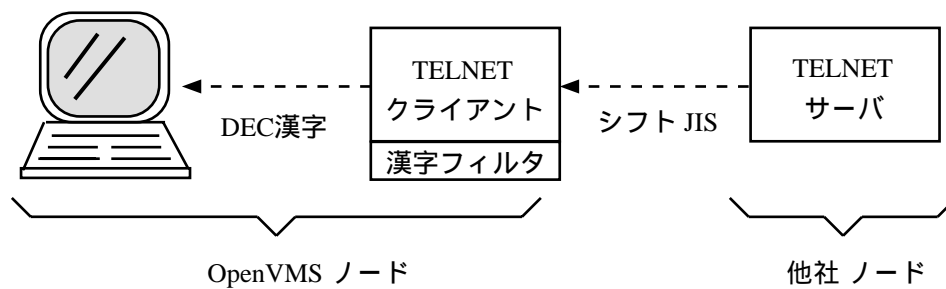 TELNET
クライアント
漢字フィルタ
DEC漢字
シフト JIS
TELNET
サーバ
OpenVMS ノード
他社 ノード